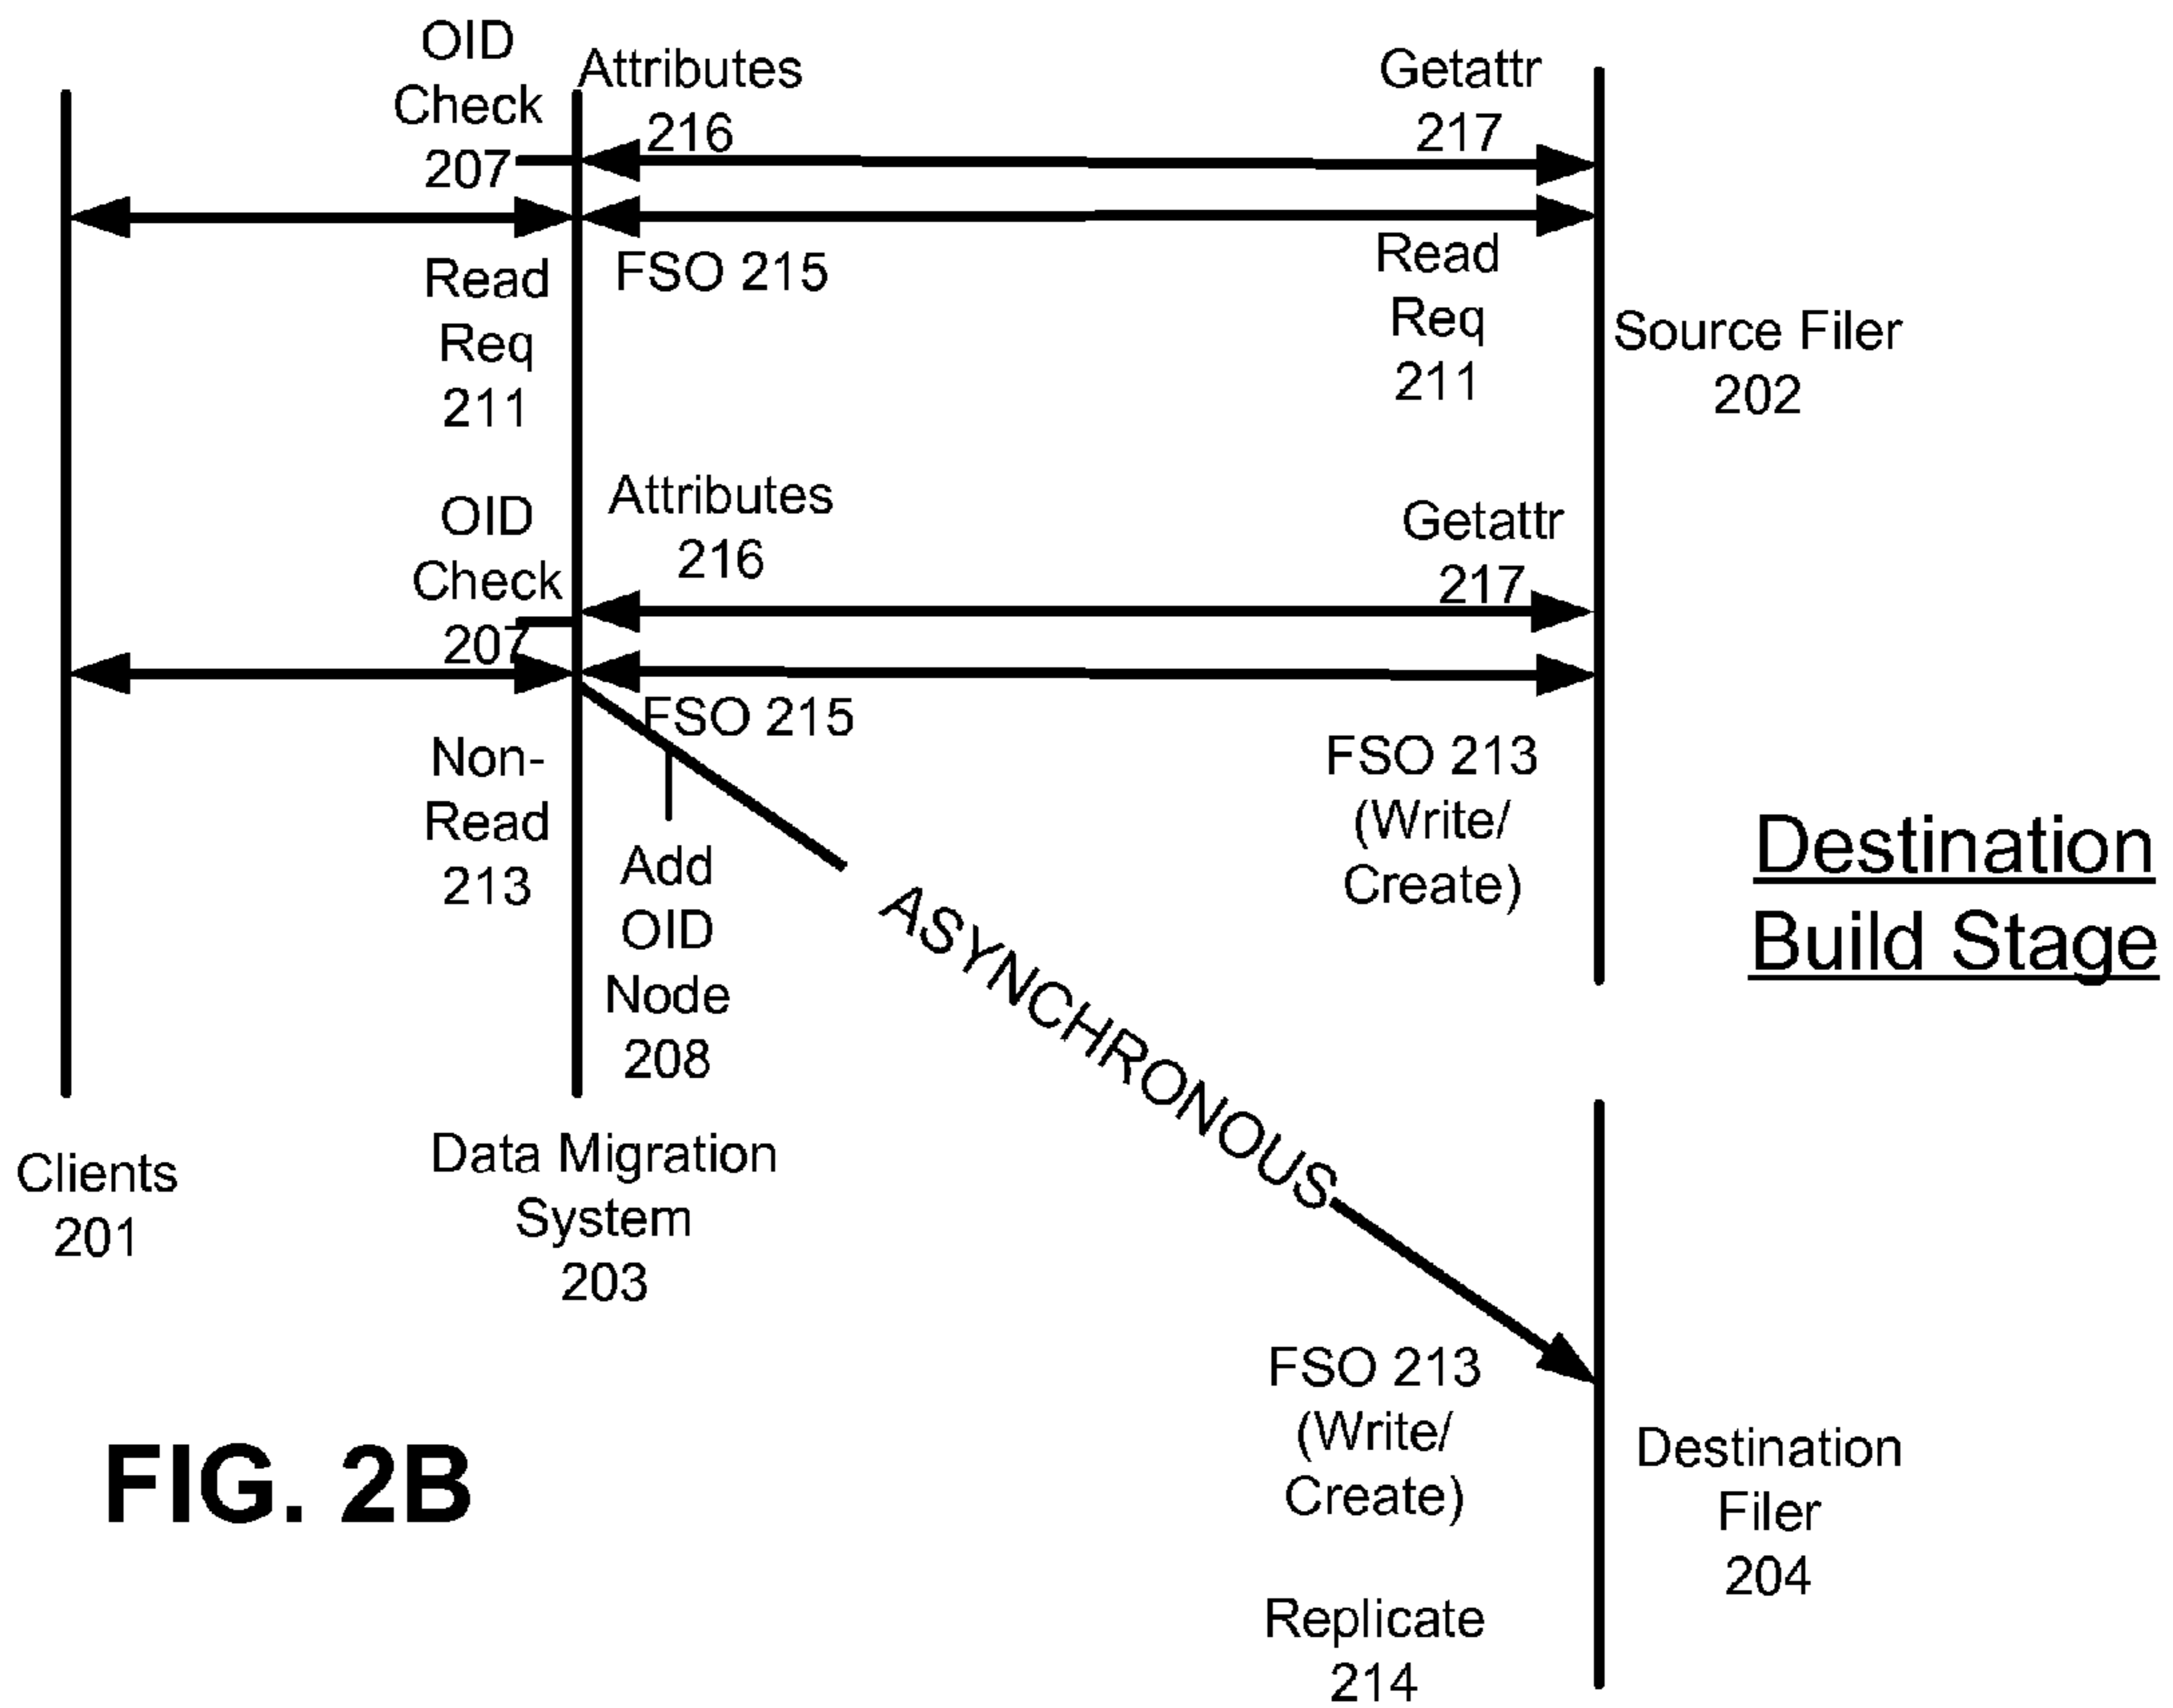 OID
Check
207
Attributes
216
Getattr
217
Read
Req
211
FSO 215
Read
Req
211
Source Filer
202
OID
Check
207
Attributes
216
Getattr
217
Non-
Read
213
FSO 215
Add
OID
Node
208
FSO 213
(Write/
Create)
Destination
Build Stage
ASYNCHRONOUS
Clients
201
Data Migration
System
203
FSO 213
(Write/
Create)
Replicate
214
Destination
Filer
204
FIG. 2B